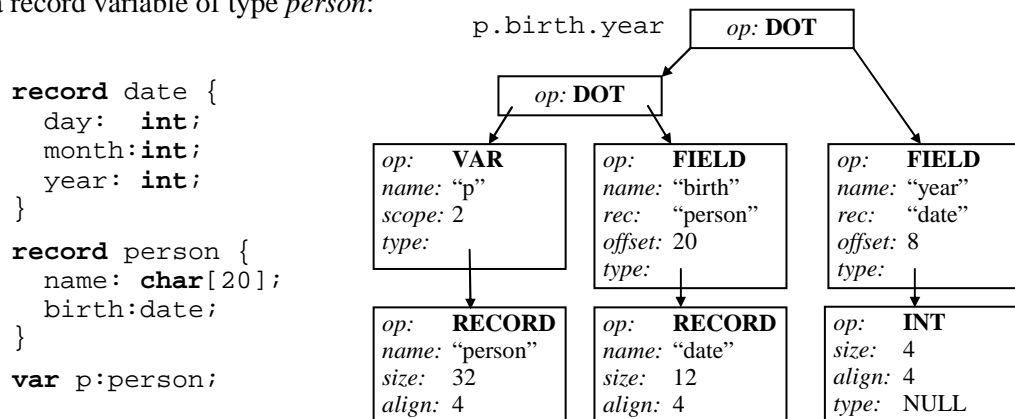 a record variable of type person:
record date {
day: int;
month:int;
year: int;
}
record person {
name: char[20];
birth:date;
}
var p:person;
p.birth.year
op: DOT
op: DOT
op: VAR
name: “p”
scope: 2
type:
op: FIELD
name: “birth”
rec: “person”
offset: 20
type:
op: FIELD
name: “year”
rec: “date”
offset: 8
type:
op: RECORD
name: “person”
size: 32
align: 4
op: RECORD
name: “date”
size: 12
align: 4
op: INT
size: 4
align: 4
type: NULL